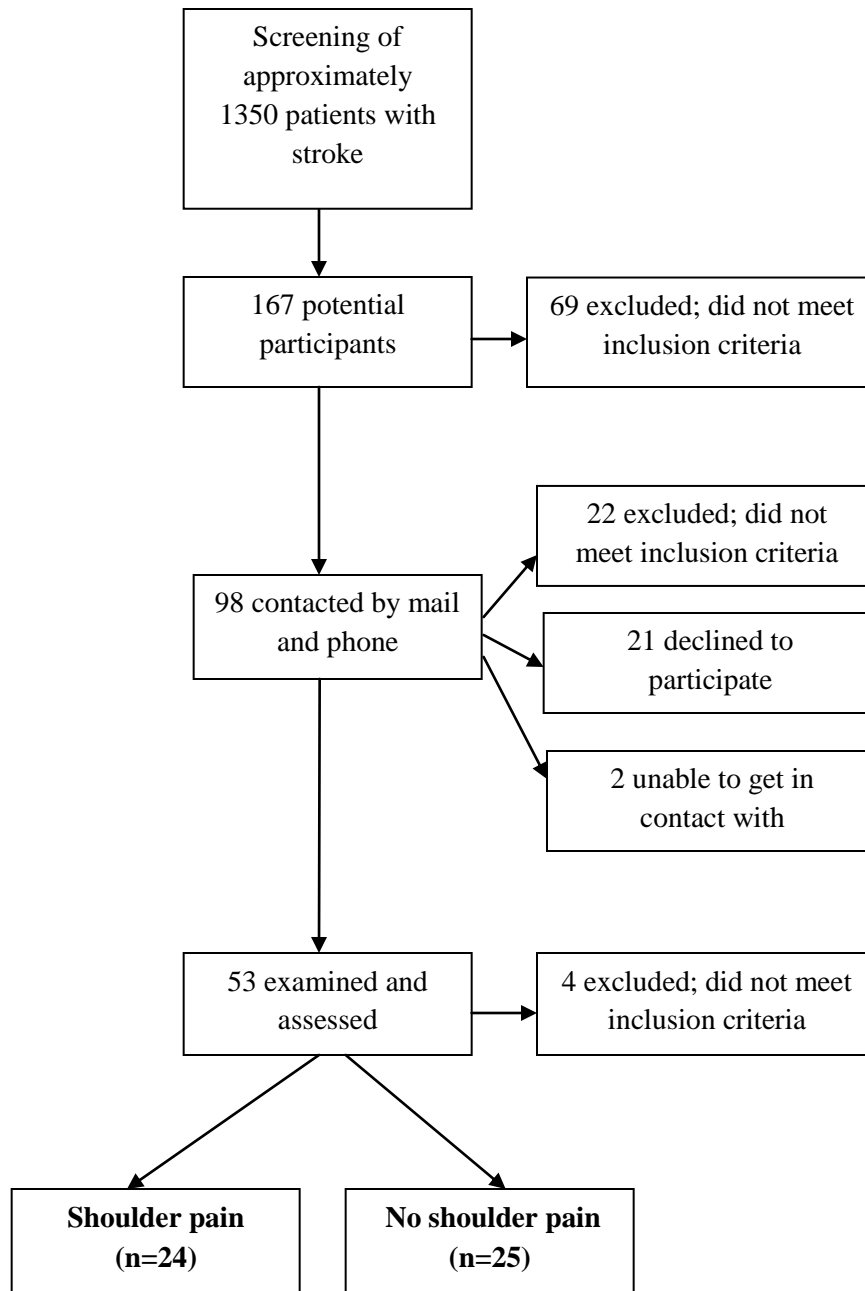 Screening of
approximately
1350 patients with
stroke
167 potential
participants
69 excluded; did not meet
inclusion criteria
22 excluded; did not
meet inclusion criteria
98 contacted by mail
and phone
21 declined to
participate
2 unable to get in
contact with
53 examined and
assessed
4 excluded; did not meet
inclusion criteria
Shoulder pain
(n=24)
No shoulder pain
(n=25)